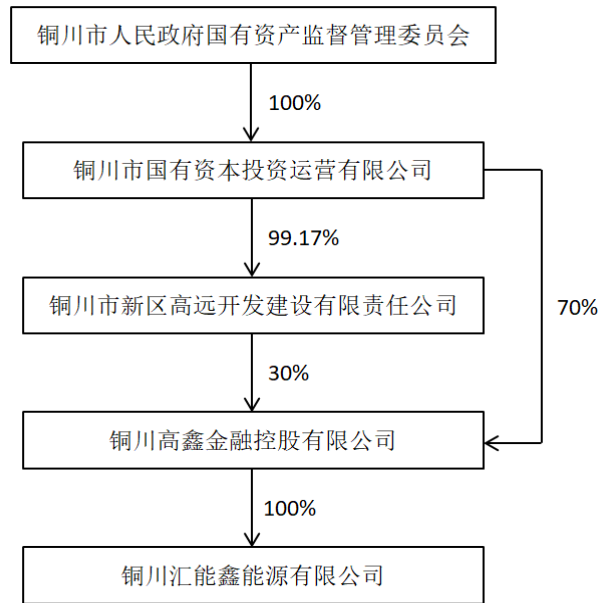 铜川市人民政府国有资产监督管理委员会
100%
铜川市国有资本投资运营有限公司
99.17%
铜川市新区高远开发建设有限责任公司
70%
30%
铜川高鑫金融控股有限公司
100%
铜川汇能鑫能源有限公司